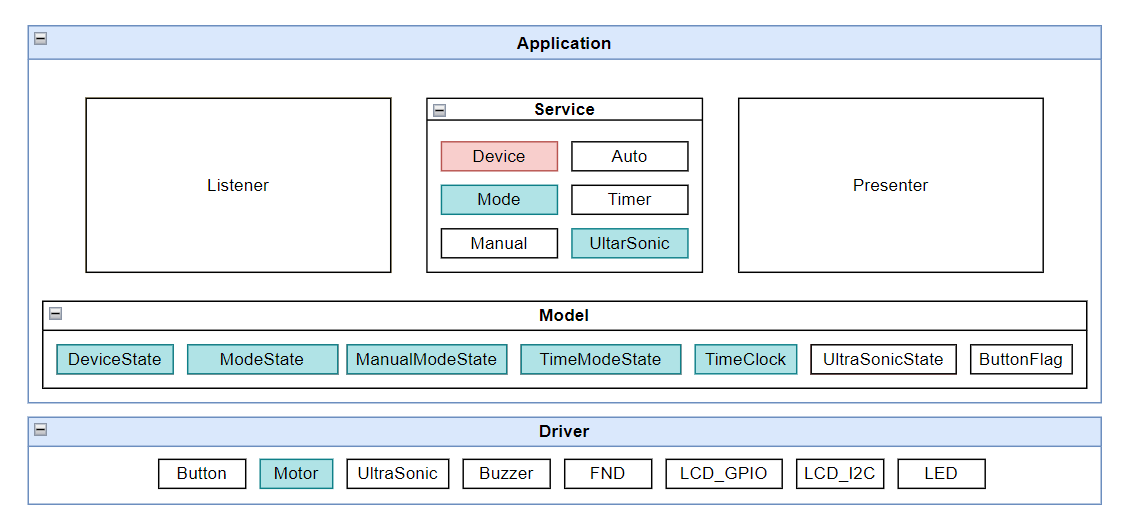 Application
Listener
Service
Device
Auto
Mode
Timer
Manual
UltarSonic
Presenter
Model
DeviceState
ModeState
ManualModeState
TimeModeState
TimeClock
UltraSonicState
ButtonFlag
Driver
Button
Motor
UltraSonic
Buzzer
FND
LCD_GPIO
LCD_I2C
LED